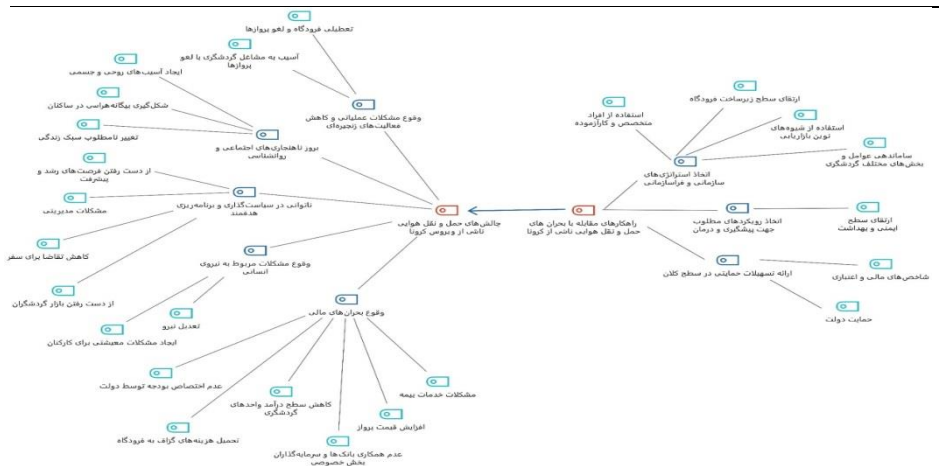 تعطیلی فرودگاه و لغو پروازها
آسیب به مشاغل گردشگری با لغو
پروازها
وقوع مشکلات عملیاتی و کاهش
فعالیت‌های زنجیره‌ای
ایجاد آسیب‌های روحی و جسمی
شکل‌گیری بیگانه‌هراسی در ساکنان
تغییر نامطلوب سبک زندگی
بروز ناهنجاری‌های اجتماعی و
روانشناسی
از دست رفتن فرصت‌های رشد و
پیشرفت
مشکلات مدیریتی
کاهش تقاضا برای سفر
از دست رفتن بازار گردشگران
ناتوانی در سیاست‌گذاری و برنامه‌ریزی
هدفمند
وقوع مشکلات مربوط به نیروی
انسانی
تعدیل نیرو
ایجاد مشکلات معیشتی برای کارکنان
وقوع بحران‌های مالی
عدم اختصاص بودجه توسط دولت
تحمیل هزینه‌های گزاف به فرودگاه
کاهش سطح درآمد واحدهای
گردشگری
عدم همکاری بانک‌ها و سرمایه‌گذاران
بخش خصوصی
افزایش قیمت پرواز
مشکلات خدمات بیمه
چالش‌های حمل و نقل هوایی
ناشی از ویروس کرونا
راهکارهای مقابله با بحران های
حمل و نقل هوایی ناشی از کرونا
اتخاذ استراتژی‌های
سازمانی و فراسازمانی
استفاده از افراد
متخصص و کارآزموده
ارتقای سطح زیرساخت فرودگاه
استفاده از شیوه‌های
نوین بازاریابی
ساماندهی عوامل و
بخش‌های مختلف گردشگری
اتخاذ رویکردهای مطلوب
جهت پیشگیری و درمان
ارتقای سطح
ایمنی و بهداشت
ارائه تسهیلات حمایتی در سطح کلان
شاخص‌های مالی و اعتباری
حمایت دولت